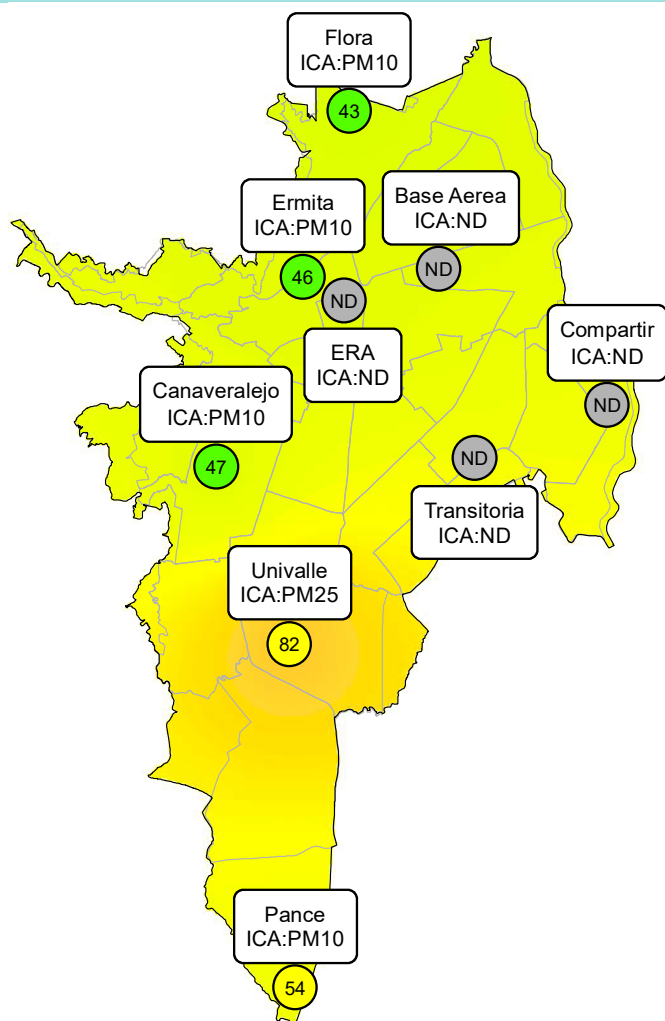 Flora
ICA:PM10
43
Ermita
ICA:PM10
46
Base Aerea
ICA:ND
ND
ND
ERA
ICA:ND
Compartir
ICA:ND
ND
Canaveralejo
ICA:PM10
47
ND
Transitoria
ICA:ND
Univalle
ICA:PM25
82
Pance
ICA:PM10
54